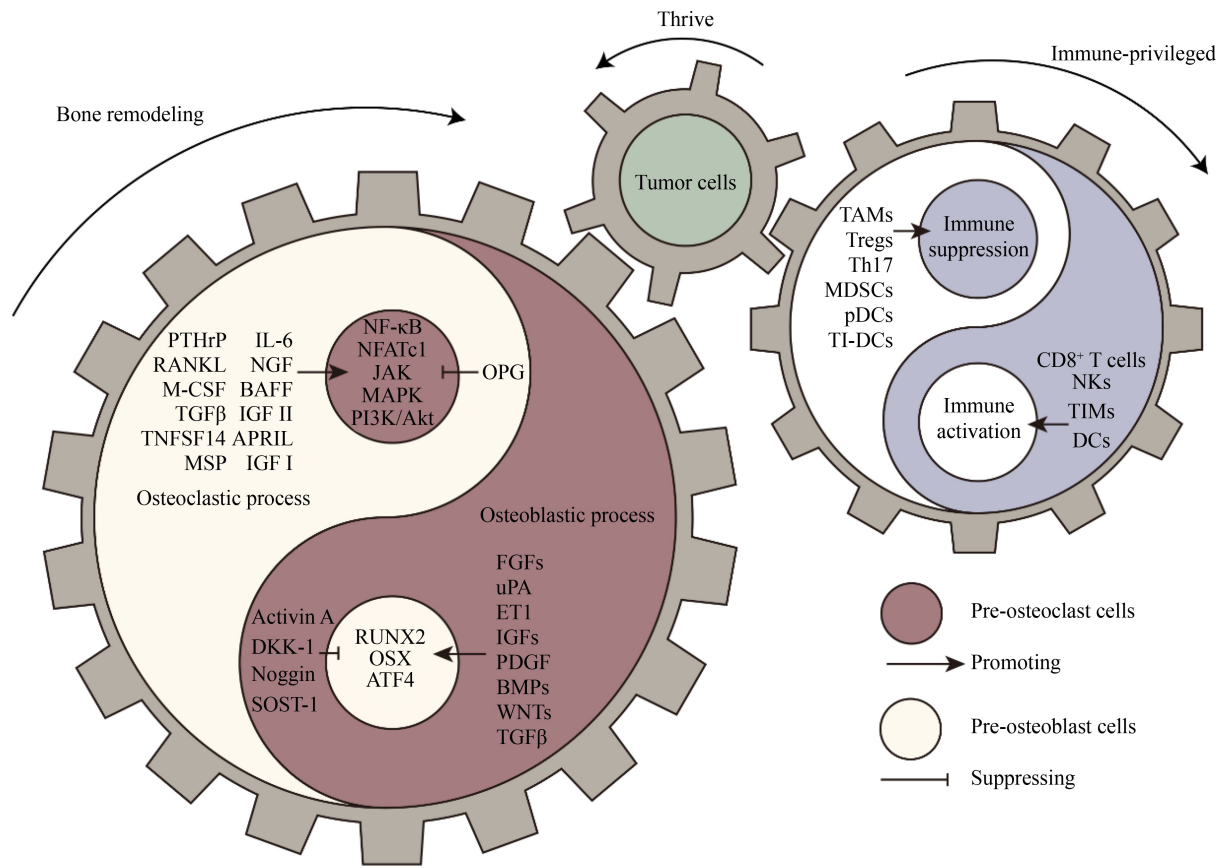 Thrive
Immune-privileged
Bone remodeling
Tumor cells
TAMs
Tregs
Th17
MDSCs
pDCs
TI-DCs
Immune
suppression
CD8⁺ T cells
NKs
TIMs
DCs
Immune
activation
PTHrP IL-6
RANKL NGF
M-CSF BAFF
TGFβ IGF II
TNFSF14 APRIL
MSP IGF I
NF-κB
NFATc1
JAK
MAPK
PI3K/Akt
OPG
Osteoclastic process
Osteoblastic process
FGFs
uPA
ET1
IGFs
PDGF
BMPs
WNTs
TGFβ
Activin A
DKK-1
Noggin
SOST-1
RUNX2
OSX
ATF4
Pre-osteoclast cells
Promoting
Pre-osteoblast cells
Suppressing